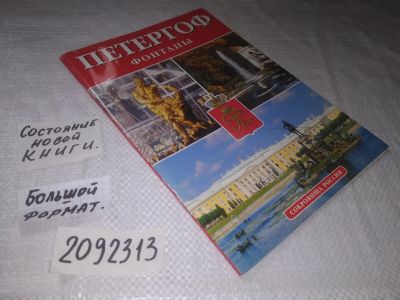 ПЕТЕРГОФ
ФОНТАНЫ
СОКРОВИЩА РОССИИ
Состояние
новой
книги.
Большой
формат.
2092313